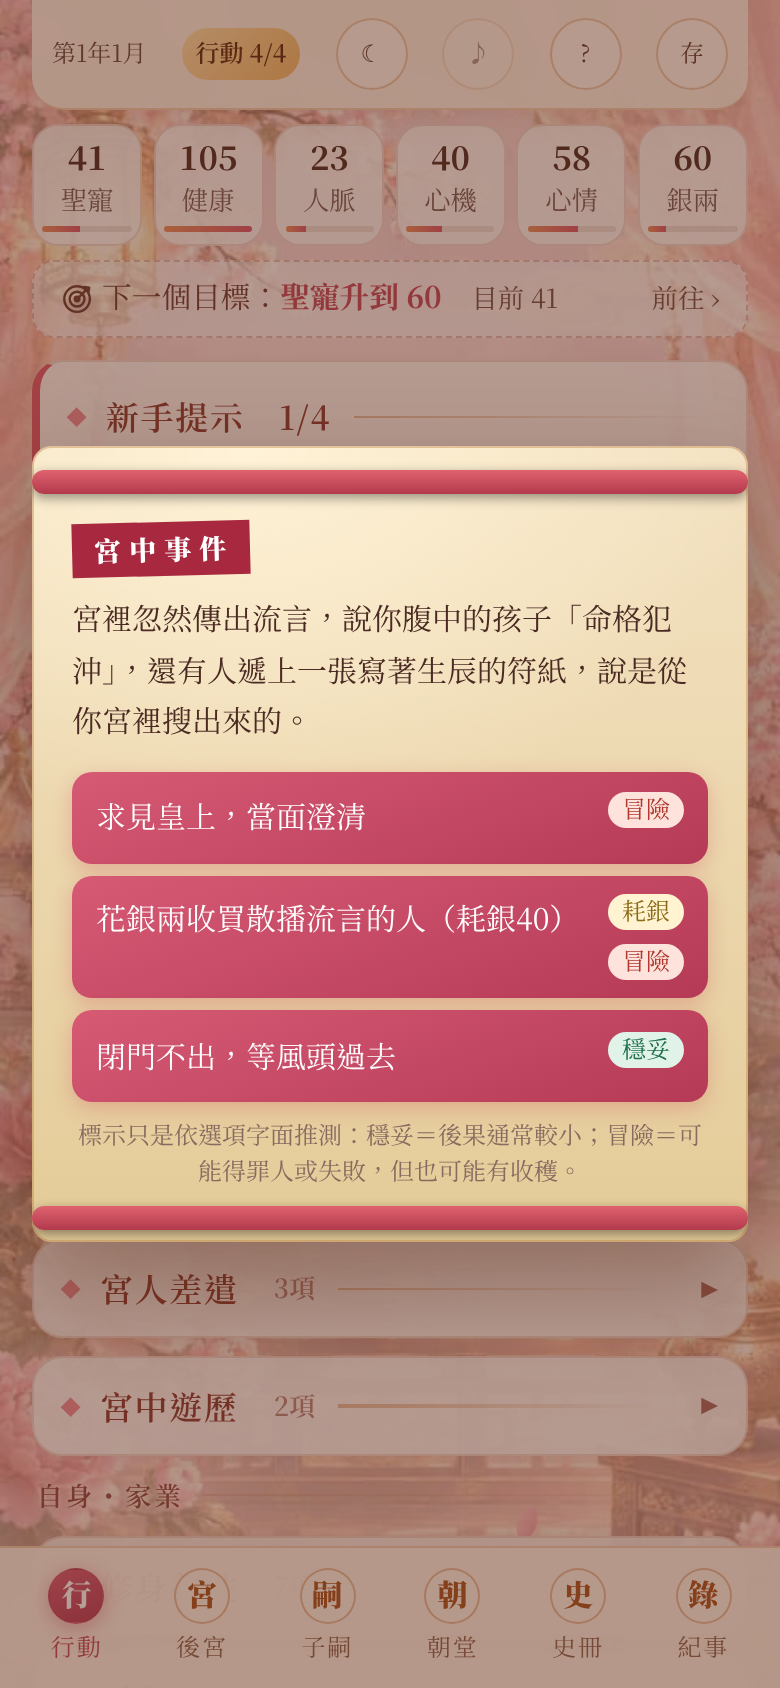 第1年1月
行動 4/4
☾
♪
?
存
41
聖寵
105
健康
23
人脈
40
心機
58
心情
60
銀兩
下一個目標：聖寵升到 60 目前 41 前往 ›
新手提示 1/4
宮中事件
宮裡忽然傳出流言，說你腹中的孩子「命格犯
沖」，還有人遞上一張寫著生辰的符紙，說是從
你宮裡搜出來的。
求見皇上，當面澄清
冒險
花銀兩收買散播流言的人（耗銀40）
耗銀
冒險
閉門不出，等風頭過去
穩妥
標示只是依選項字面推測：穩妥＝後果通常較小；冒險＝可
能得罪人或失敗，但也可能有收穫。
宮人差遣 3項
宮中遊歷 2項
自身・家業
行
行動
宮
後宮
嗣
子嗣
朝
朝堂
史
史冊
錄
紀事